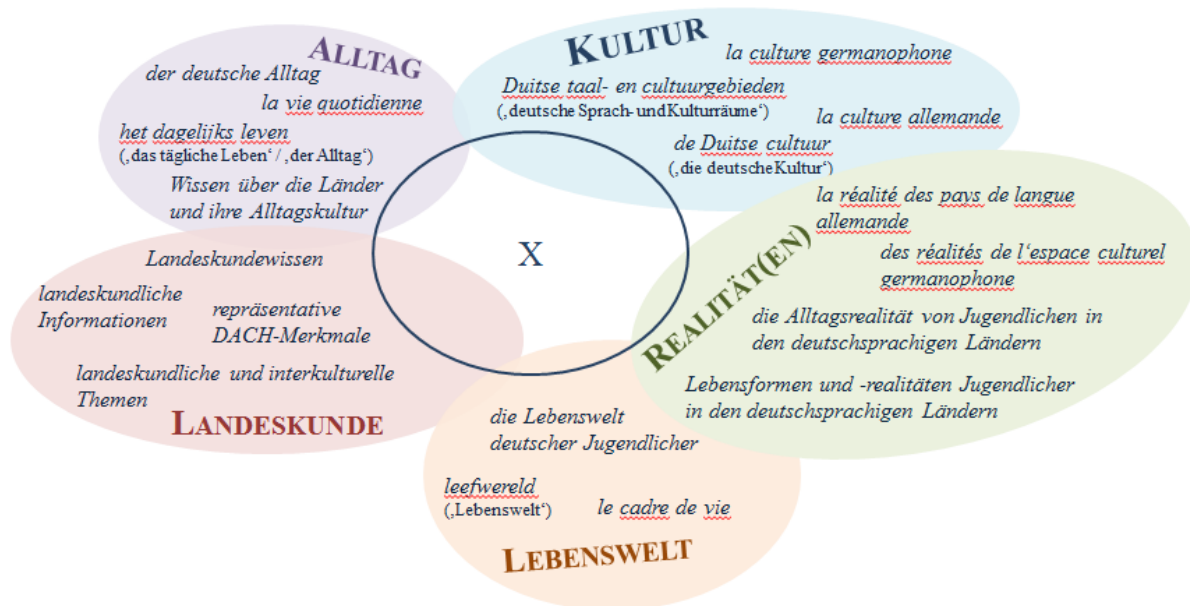 ALLTAG
der deutsche Alltag
la vie quotidienne
het dagelijks leven
(‚das tägliche Leben‘ / ‚der Alltag‘)
Wissen über die Länder
und ihre Alltagskultur
KULTUR
la culture germanophone
Duitse taal- en cultuurgebieden
(‚deutsche Sprach- und Kulturräume‘)
la culture allemande
de Duitse cultuur
(‚die deutsche Kultur‘)
X
REALITÄT(EN)
la réalité des pays de langue
allemande
des réalités de l‘espace culturel
germanophone
die Alltagsrealität von Jugendlichen in
den deutschsprachigen Ländern
Lebensformen und -realitäten Jugendlicher
in den deutschsprachigen Ländern
Landeskundewissen
landeskundliche
Informationen
repräsentative
DACH-Merkmale
landeskundliche und interkulturelle
Themen
LANDESKUNDE
die Lebenswelt
deutscher Jugendlicher
leefwereld
(‚Lebenswelt‘)
le cadre de vie
LEBENSWELT